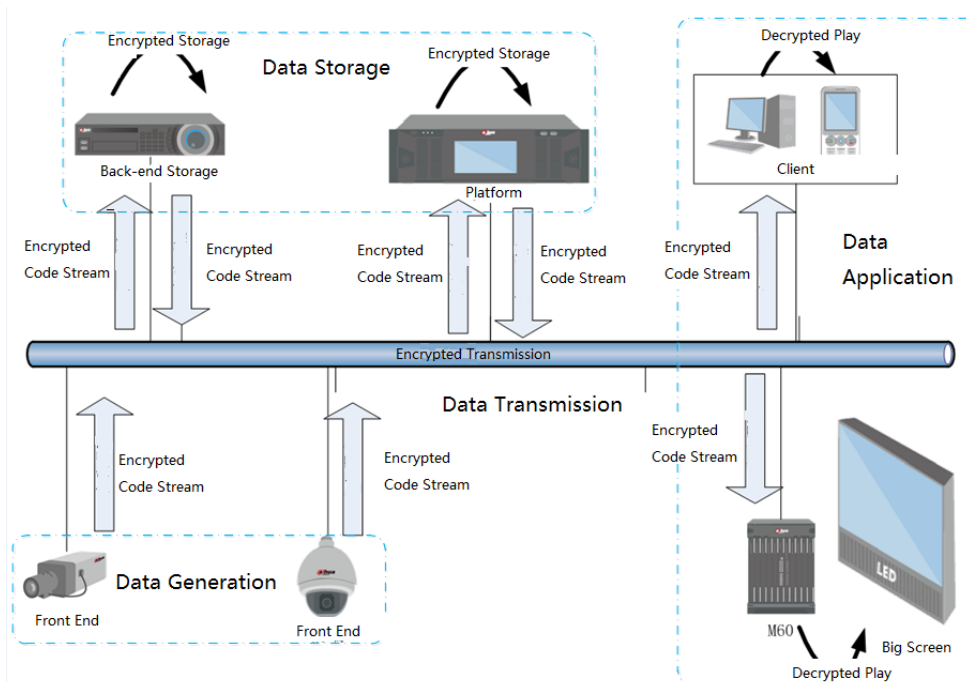 Encrypted Storage
Data Storage
Encrypted Storage
Decrypted Play
Back-end Storage
Platform
Client
Encrypted
Code Stream
Encrypted
Code Stream
Encrypted
Code Stream
Encrypted
Code Stream
Encrypted
Code Stream
Data
Application
Encrypted Transmission
Data Transmission
Encrypted
Code Stream
Encrypted
Code Stream
Encrypted
Code Stream
Data Generation
Front End
Front End
LED
M60
Big Screen
Decrypted Play